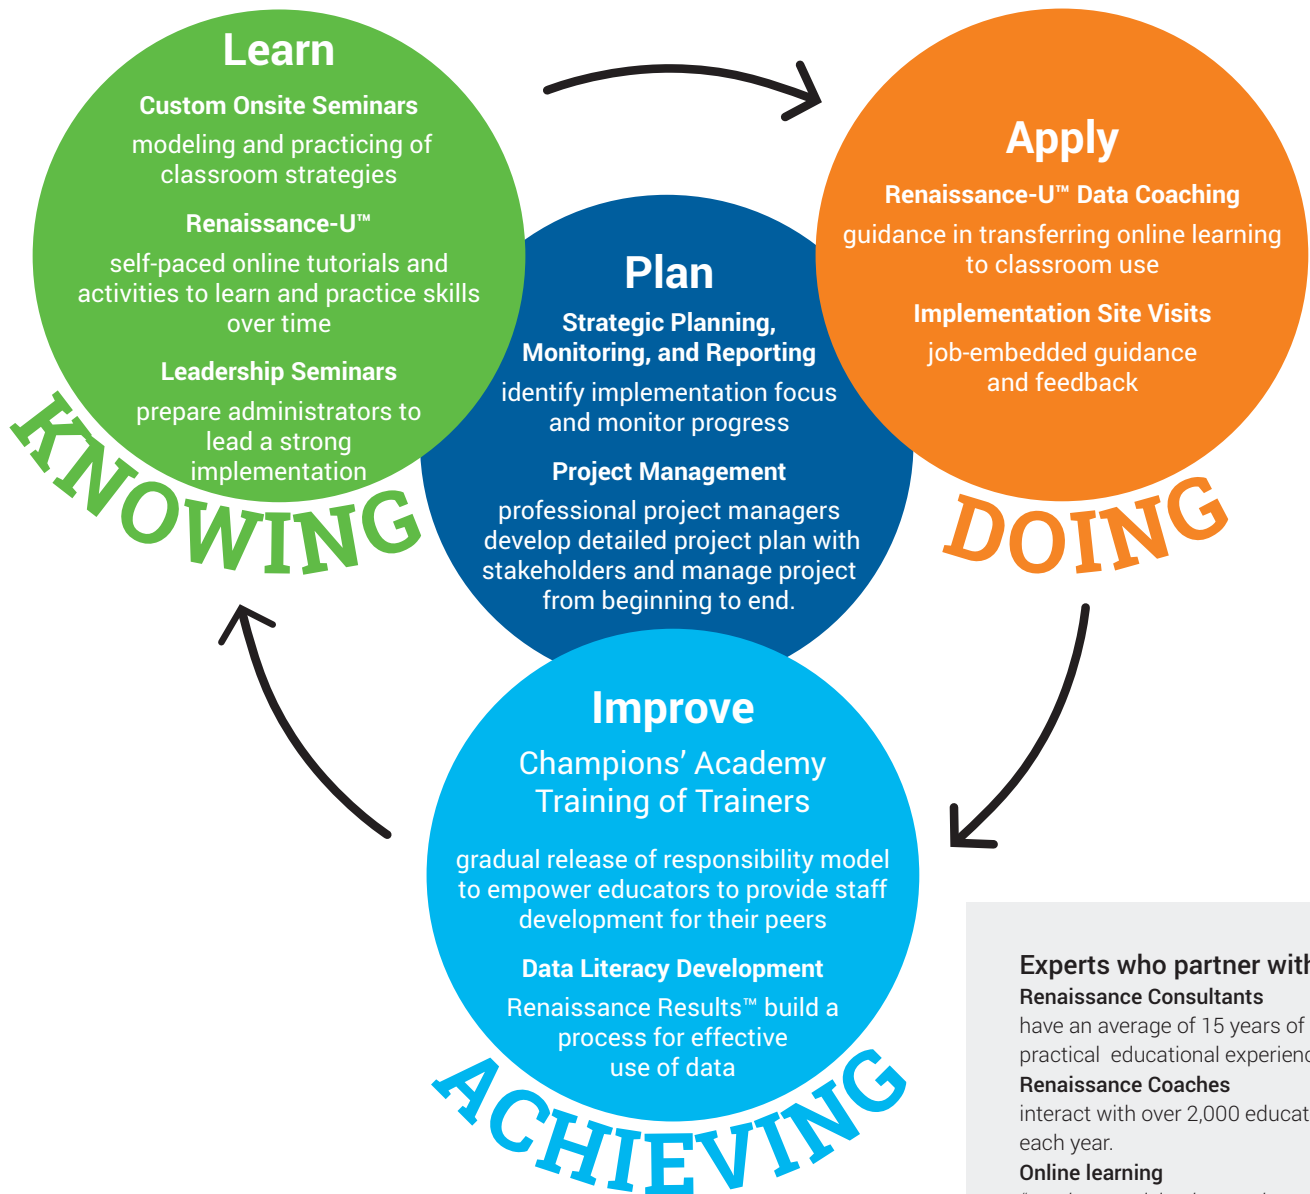 Learn
Custom Onsite Seminars
modeling and practicing of
classroom strategies
Renaissance-U™
self-paced online tutorials and
activities to learn and practice skills
over time
Leadership Seminars
prepare administrators to
lead a strong
implementation
KNOWING
Apply
Renaissance-U™ Data Coaching
guidance in transferring online learning
to classroom use
Implementation Site Visits
job-embedded guidance
and feedback
DOING
Plan
Strategic Planning,
Monitoring, and Reporting
identify implementation focus
and monitor progress
Project Management
professional project managers
develop detailed project plan with
stakeholders and manage project
from beginning to end.
Improve
Champions’ Academy
Training of Trainers
gradual release of responsibility model
to empower educators to provide staff
development for their peers
Data Literacy Development
Renaissance Results™ build a
process for effective
use of data
ACHIEVING
Experts who partner with
Renaissance Consultants
have an average of 15 years of
practical educational
Renaissance Coaches
interact with over 2,000
each year.
Online learning